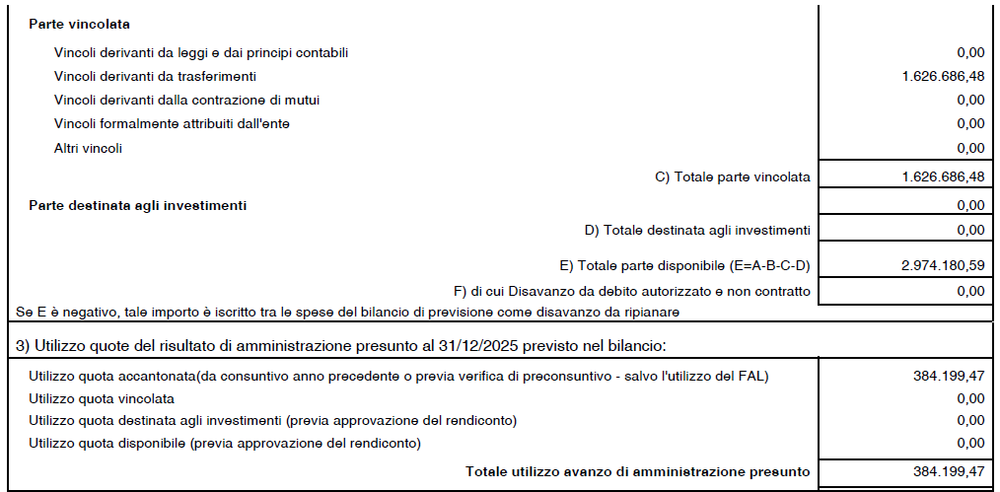 Parte vincolata
Vincoli derivanti da leggi e dai principi contabili 0,00
Vincoli derivanti da trasferimenti 1.626.686,48
Vincoli derivanti dalla contrazione di mutui 0,00
Vincoli formalmente attribuiti dall'ente 0,00
Altri vincoli 0,00
C) Totale parte vincolata 1.626.686,48
Parte destinata agli investimenti 0,00
D) Totale destinata agli investimenti 0,00
E) Totale parte disponibile (E=A-B-C-D) 2.974.180,59
F) di cui Disavanzo da debito autorizzato e non contratto 0,00
Se E è negativo, tale importo è iscritto tra le spese del bilancio di previsione come disavanzo da ripianare
3) Utilizzo quote del risultato di amministrazione presunto al 31/12/2025 previsto nel bilancio:
Utilizzo quota accantonata(da consuntivo anno precedente o previa verifica di preconsuntivo - salvo l'utilizzo del FAL) 384.199,47
Utilizzo quota vincolata 0,00
Utilizzo quota destinata agli investimenti (previa approvazione del rendiconto) 0,00
Utilizzo quota disponibile (previa approvazione del rendiconto) 0,00
Totale utilizzo avanzo di amministrazione presunto 384.199,47